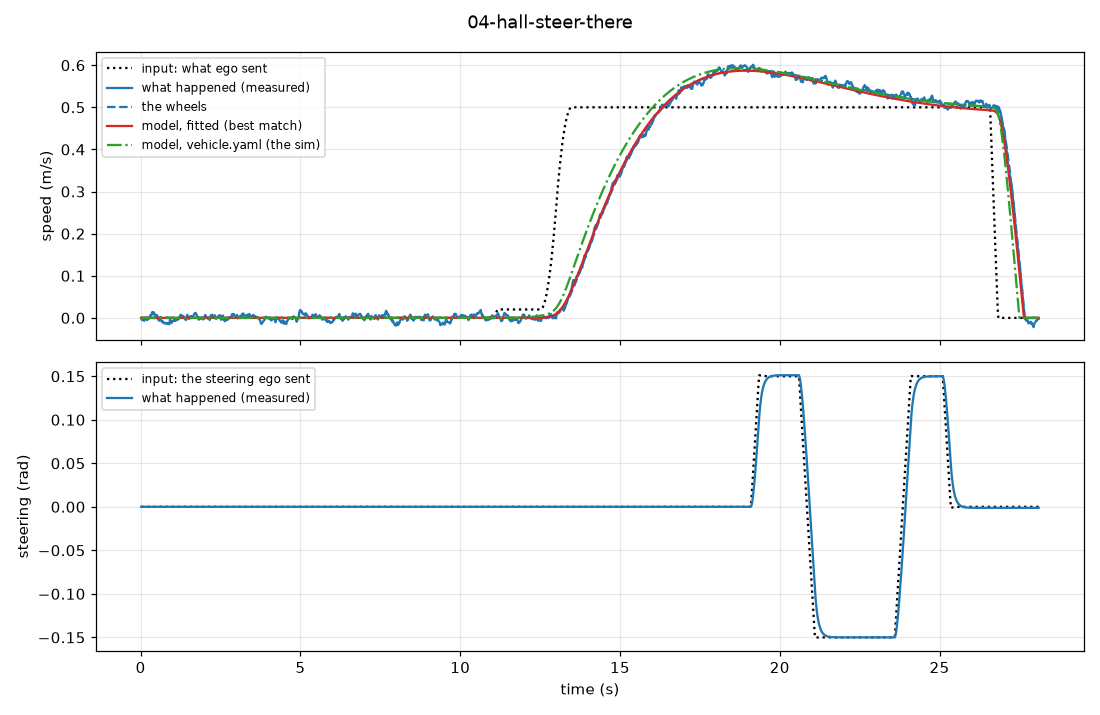 04-hall-steer-there
input: what ego sent
what happened (measured)
the wheels
model, fitted (best match)
model, vehicle.yaml (the sim)
speed (m/s)
0.6
0.5
0.4
0.3
0.2
0.1
0.0
input: the steering ego sent
what happened (measured)
steering (rad)
0.15
0.10
0.05
0.00
−0.05
−0.10
−0.15
0 5 10 15 20 25
time (s)